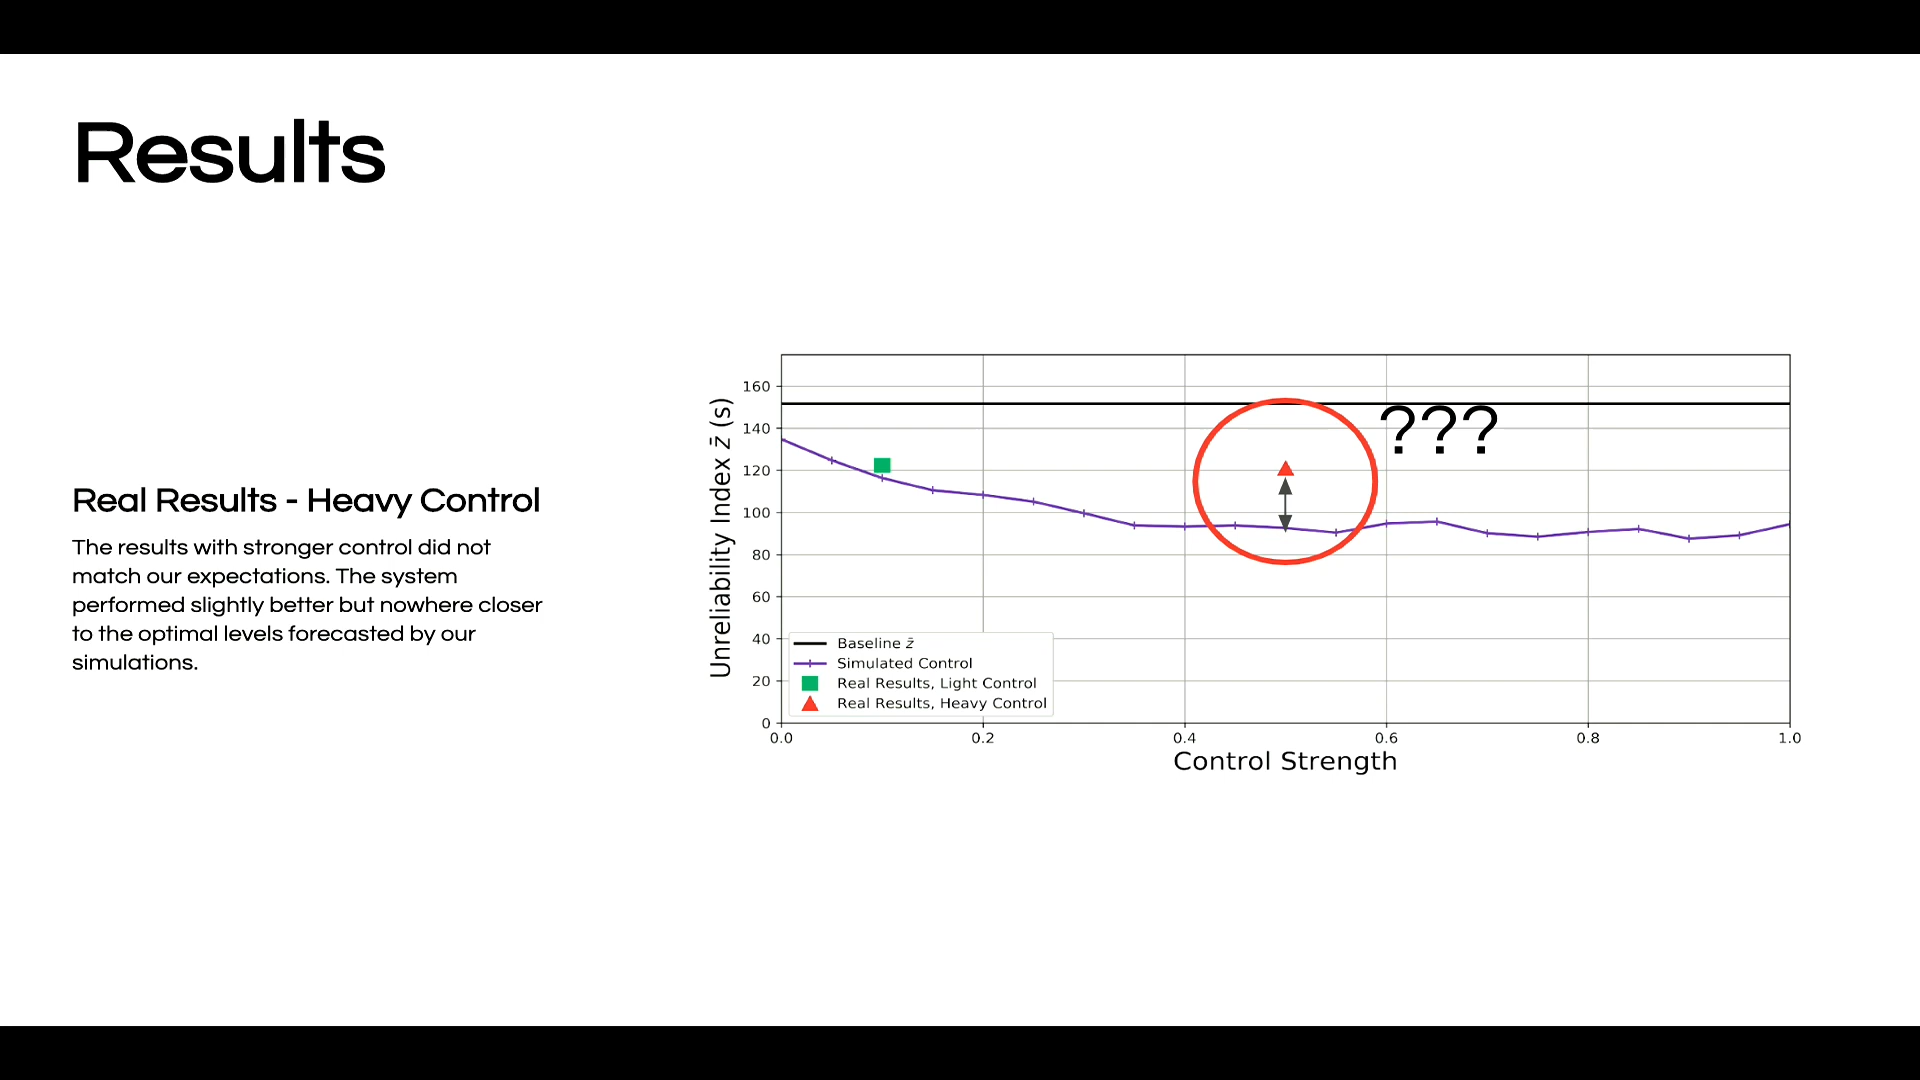 Results
Real Results - Heavy Control
The results with stronger control did not
match our expectations. The system
performed slightly better but nowhere closer
to the optimal levels forecasted by our
simulations.
Unreliability Index z̄ (s)
160
140
120
100
80
60
40
20
0
???
Baseline z̄
Simulated Control
Real Results, Light Control
Real Results, Heavy Control
0.0 0.2 0.4 0.6 0.8 1.0
Control Strength